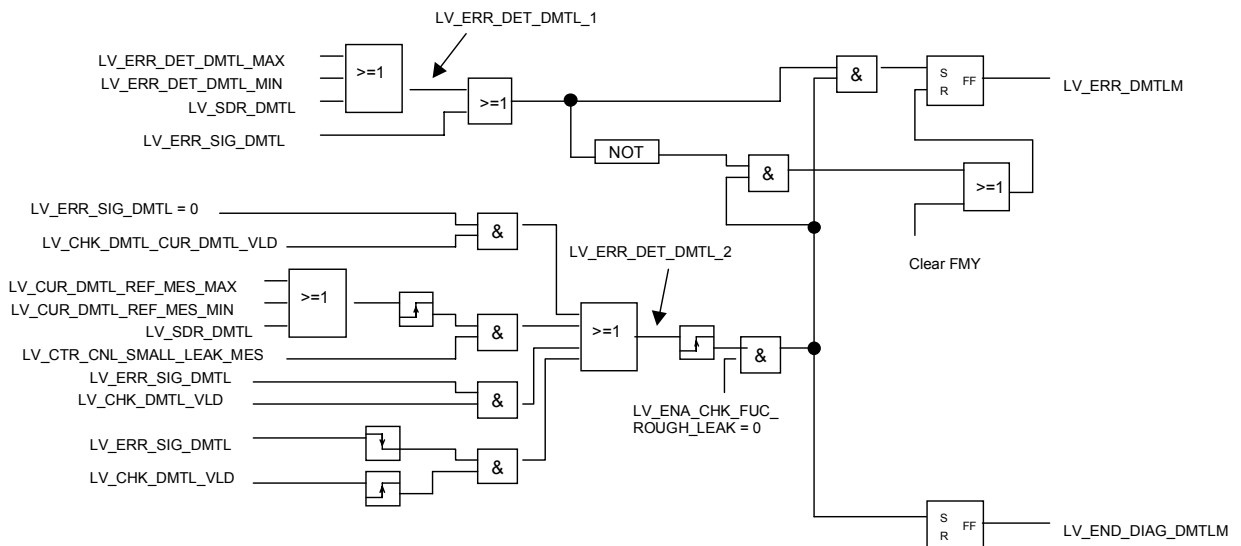 LV_ERR_DET_DMTL_1
LV_ERR_DET_DMTL_MAX
LV_ERR_DET_DMTL_MIN
LV_SDR_DMTL
LV_ERR_SIG_DMTL
>=1
>=1
&
S
R
FF
LV_ERR_DMTLM
NOT
&
>=1
Clear FMY
LV_ERR_SIG_DMTL = 0
LV_CHK_DMTL_CUR_DMTL_VLD
&
LV_ERR_DET_DMTL_2
LV_CUR_DMTL_REF_MES_MAX
LV_CUR_DMTL_REF_MES_MIN
LV_SDR_DMTL
LV_CTR_CNL_SMALL_LEAK_MES
>=1
&
>=1
&
LV_ERR_SIG_DMTL
LV_CHK_DMTL_VLD
&
LV_ENA_CHK_FUC_
ROUGH_LEAK = 0
LV_ERR_SIG_DMTL
LV_CHK_DMTL_VLD
&
S
R
FF
LV_END_DIAG_DMTLM